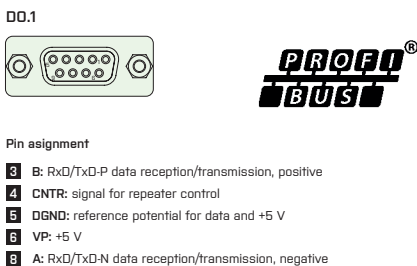 DO.1
PROFI®
BUS
Pin asignment
3 B: RxD/TxD-P data reception/transmission, positive
4 CNTR: signal for repeater control
5 DGND: reference potential for data and +5 V
6 VP: +5 V
8 A: RxD/TxD-N data reception/transmission, negative